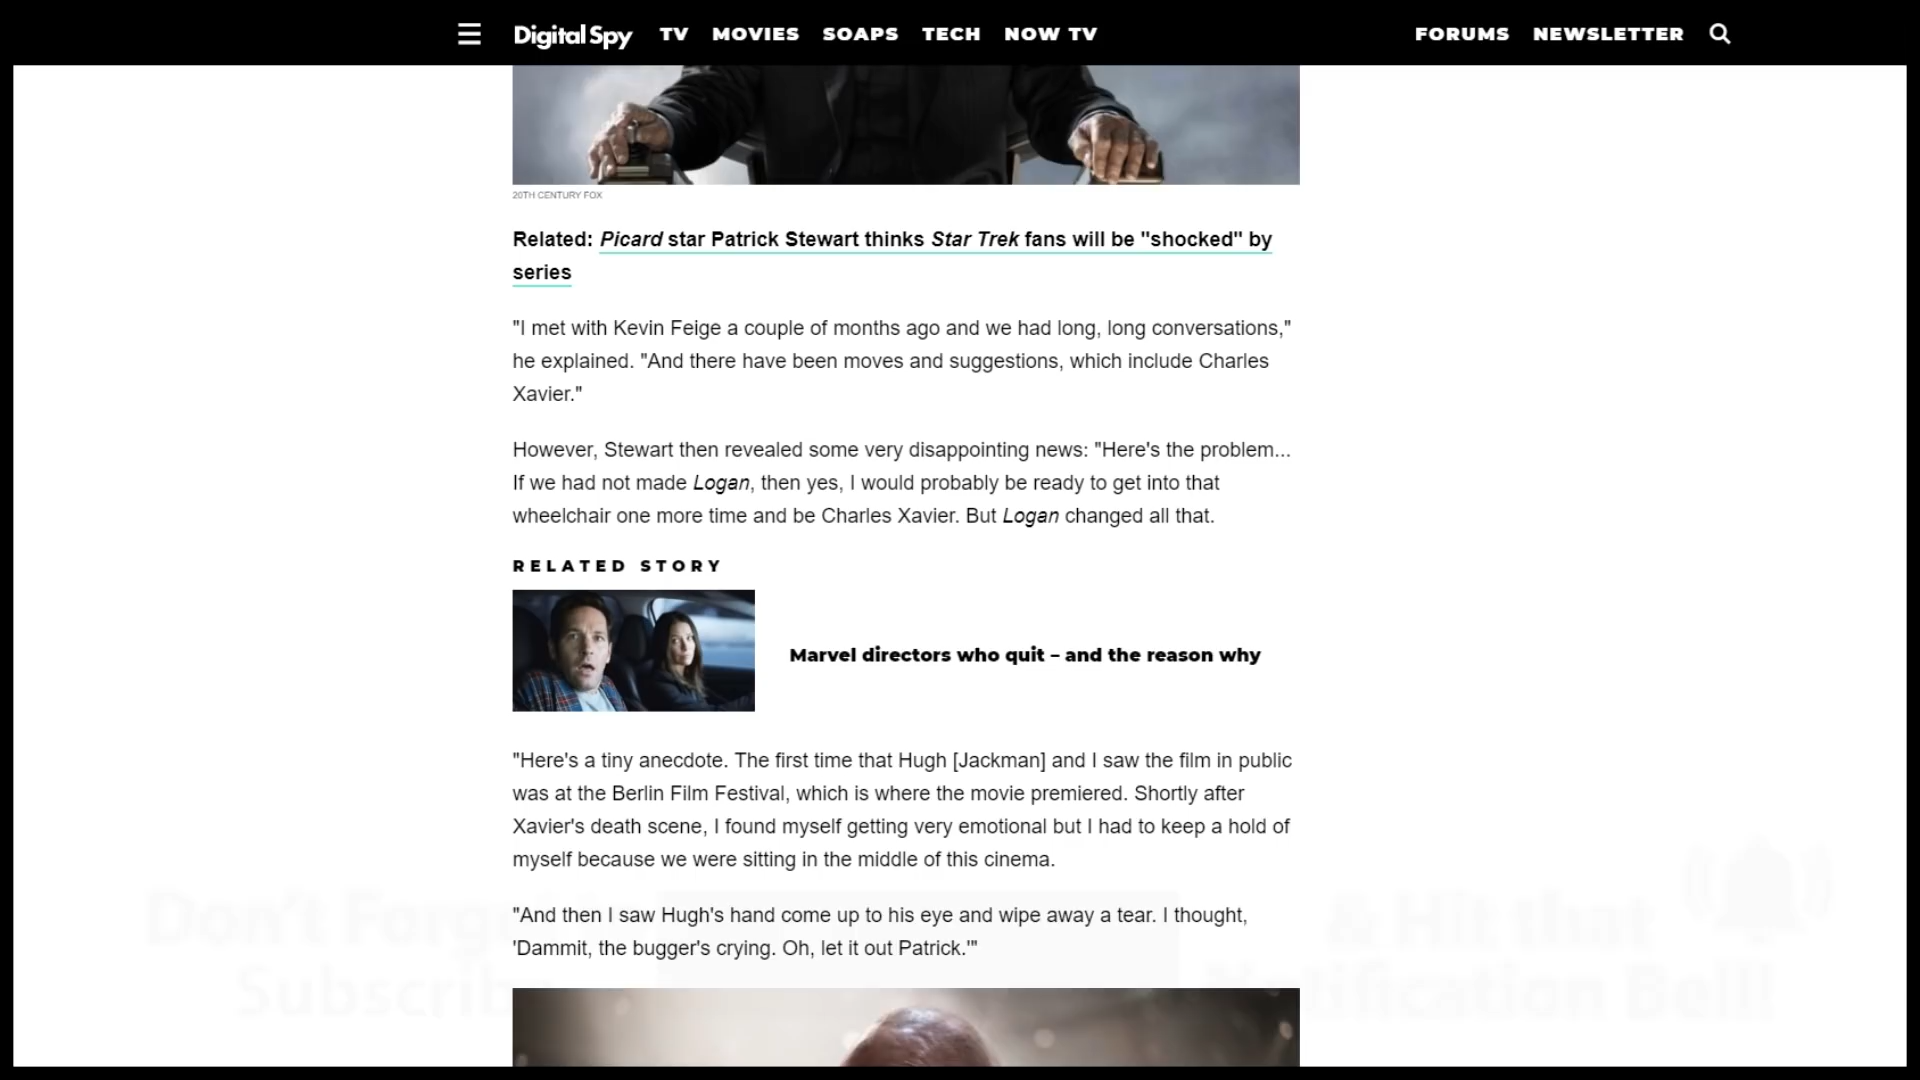 Digital Spy TV MOVIES SOAPS TECH NOW TV FORUMS NEWSLETTER
20TH CENTURY FOX
Related: Picard star Patrick Stewart thinks Star Trek fans will be "shocked" by
series
"I met with Kevin Feige a couple of months ago and we had long, long conversations,"
he explained. "And there have been moves and suggestions, which include Charles
Xavier."
However, Stewart then revealed some very disappointing news: "Here's the problem...
If we had not made Logan, then yes, I would probably be ready to get into that
wheelchair one more time and be Charles Xavier. But Logan changed all that.
RELATED STORY
Marvel directors who quit – and the reason why
"Here's a tiny anecdote. The first time that Hugh [Jackman] and I saw the film in public
was at the Berlin Film Festival, which is where the movie premiered. Shortly after
Xavier's death scene, I found myself getting very emotional but I had to keep a hold of
myself because we were sitting in the middle of this cinema.
"And then I saw Hugh's hand come up to his eye and wipe away a tear. I thought,
'Dammit, the bugger's crying. Oh, let it out Patrick.'"
Don't
& Hit that
Bell!